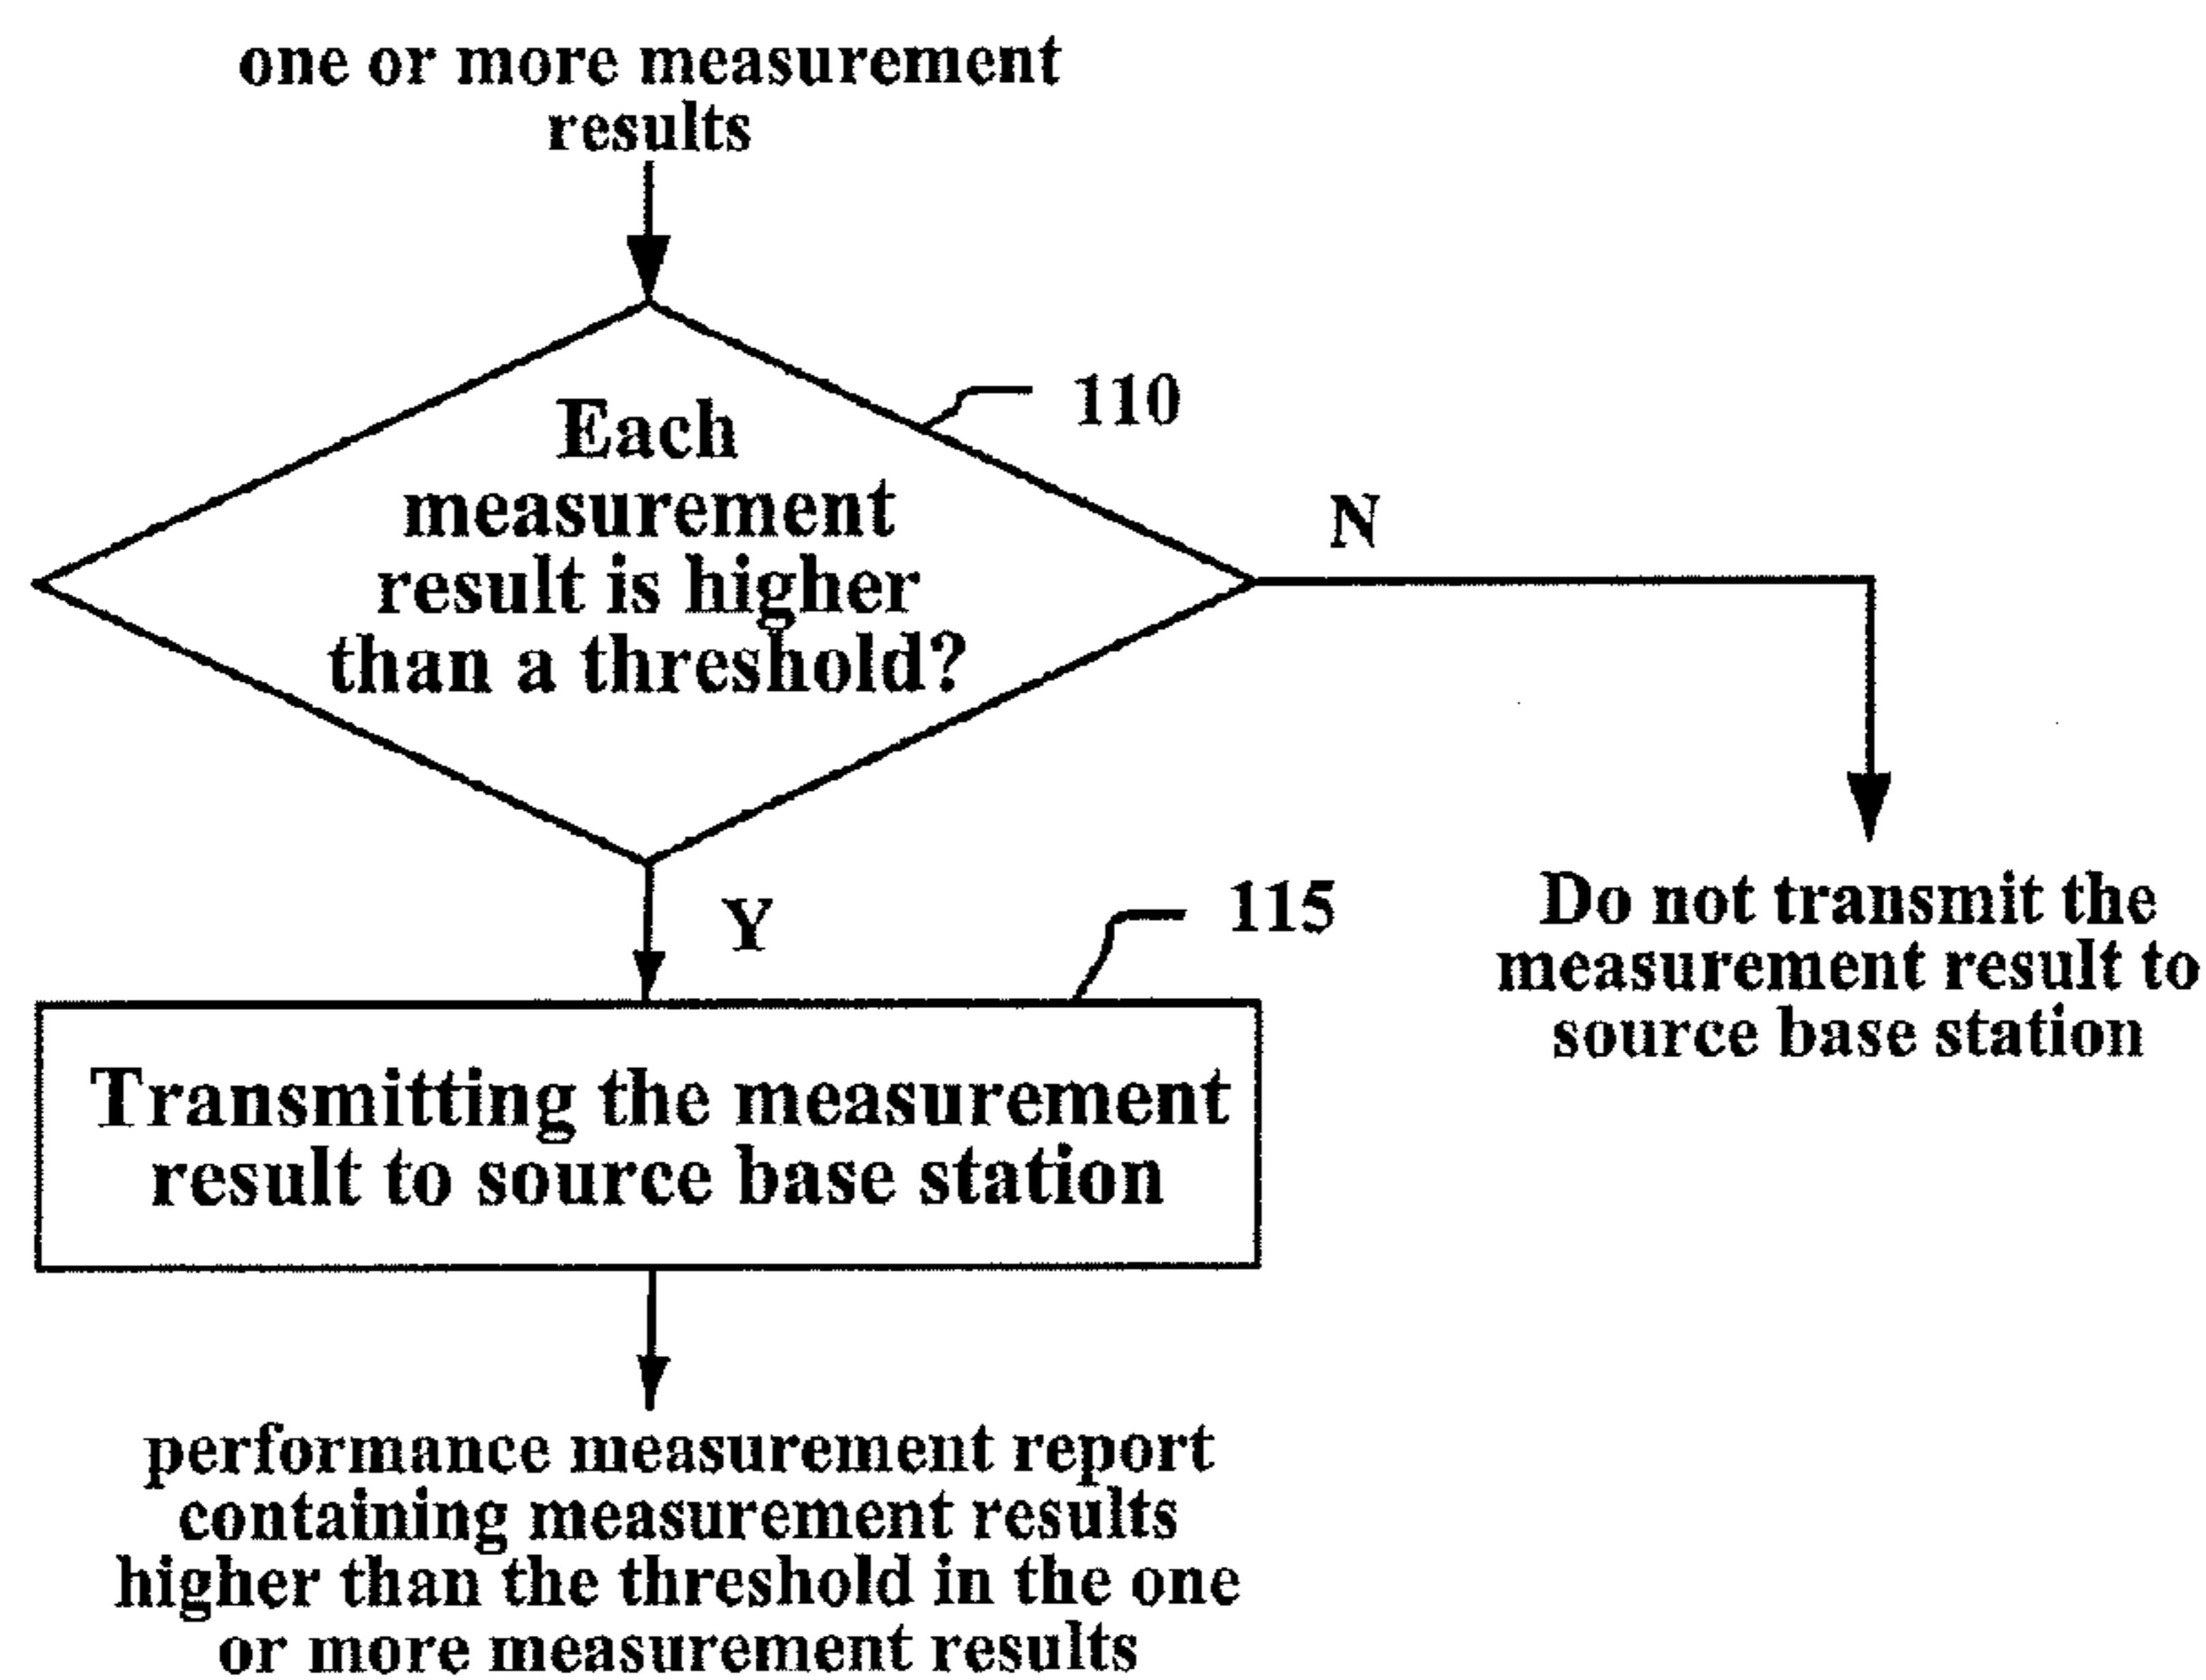 one or more measurement
results
Each
measurement
result is higher
than a threshold?
110
N
Y
115
Do not transmit the
measurement result to
source base station
Transmitting the measurement
result to source base station
performance measurement report
containing measurement results
higher than the threshold in the one
or more measurement results